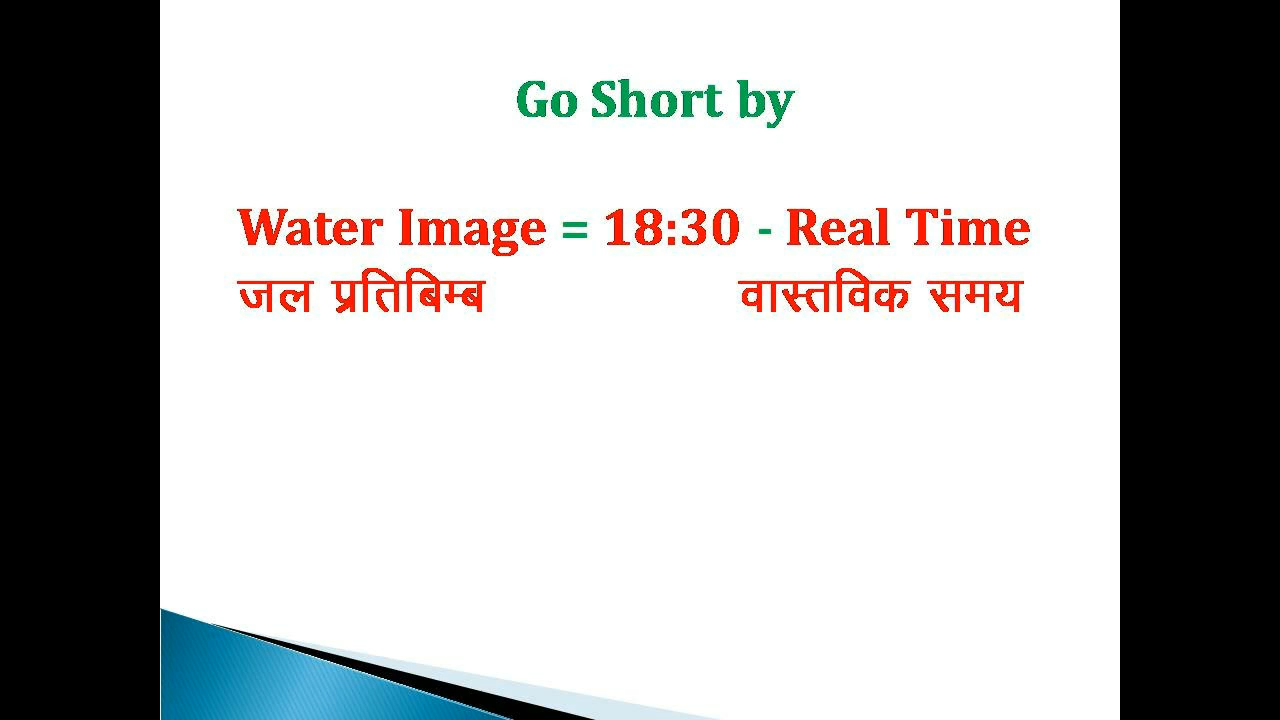 Go Short by
Water Image = 18:30 - Real Time
जल प्रतिबिम्ब वास्तविक समय